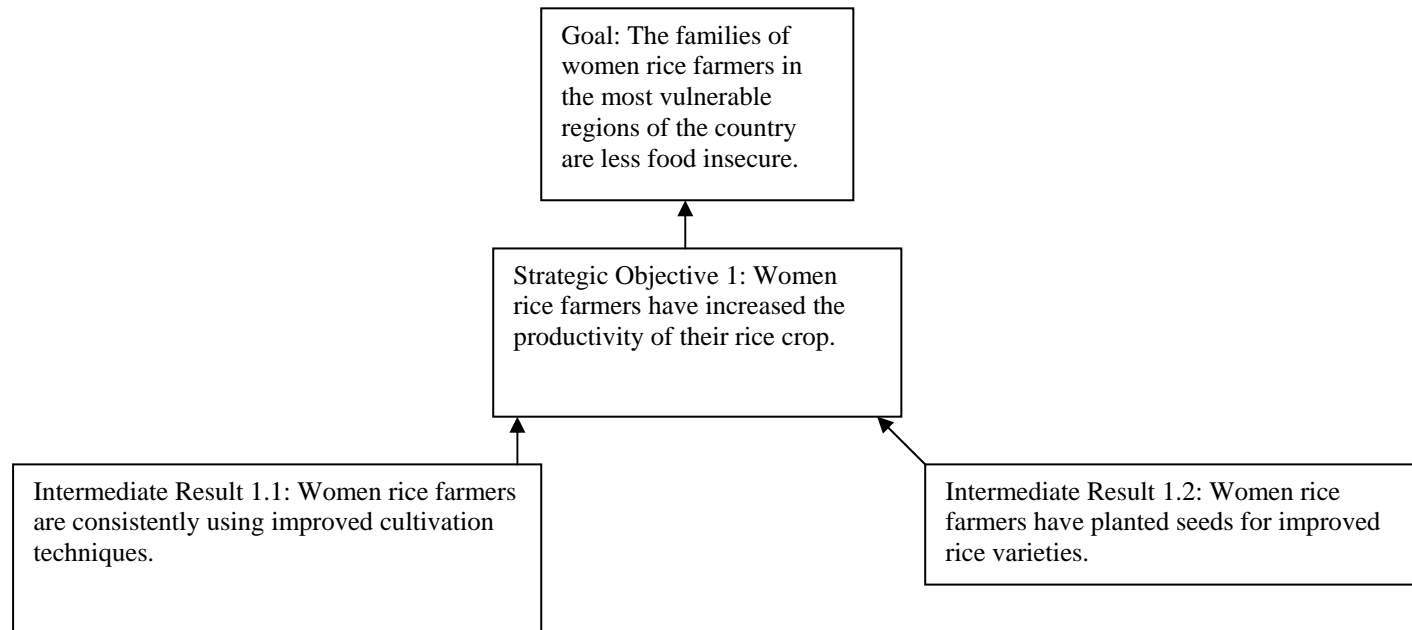 Goal: The families of
women rice farmers in
the most vulnerable
regions of the country
are less food insecure.
Strategic Objective 1: Women
rice farmers have increased the
productivity of their rice crop.
Intermediate Result 1.1: Women rice farmers
are consistently using improved cultivation
techniques.
Intermediate Result 1.2: Women rice
farmers have planted seeds for improved
rice varieties.